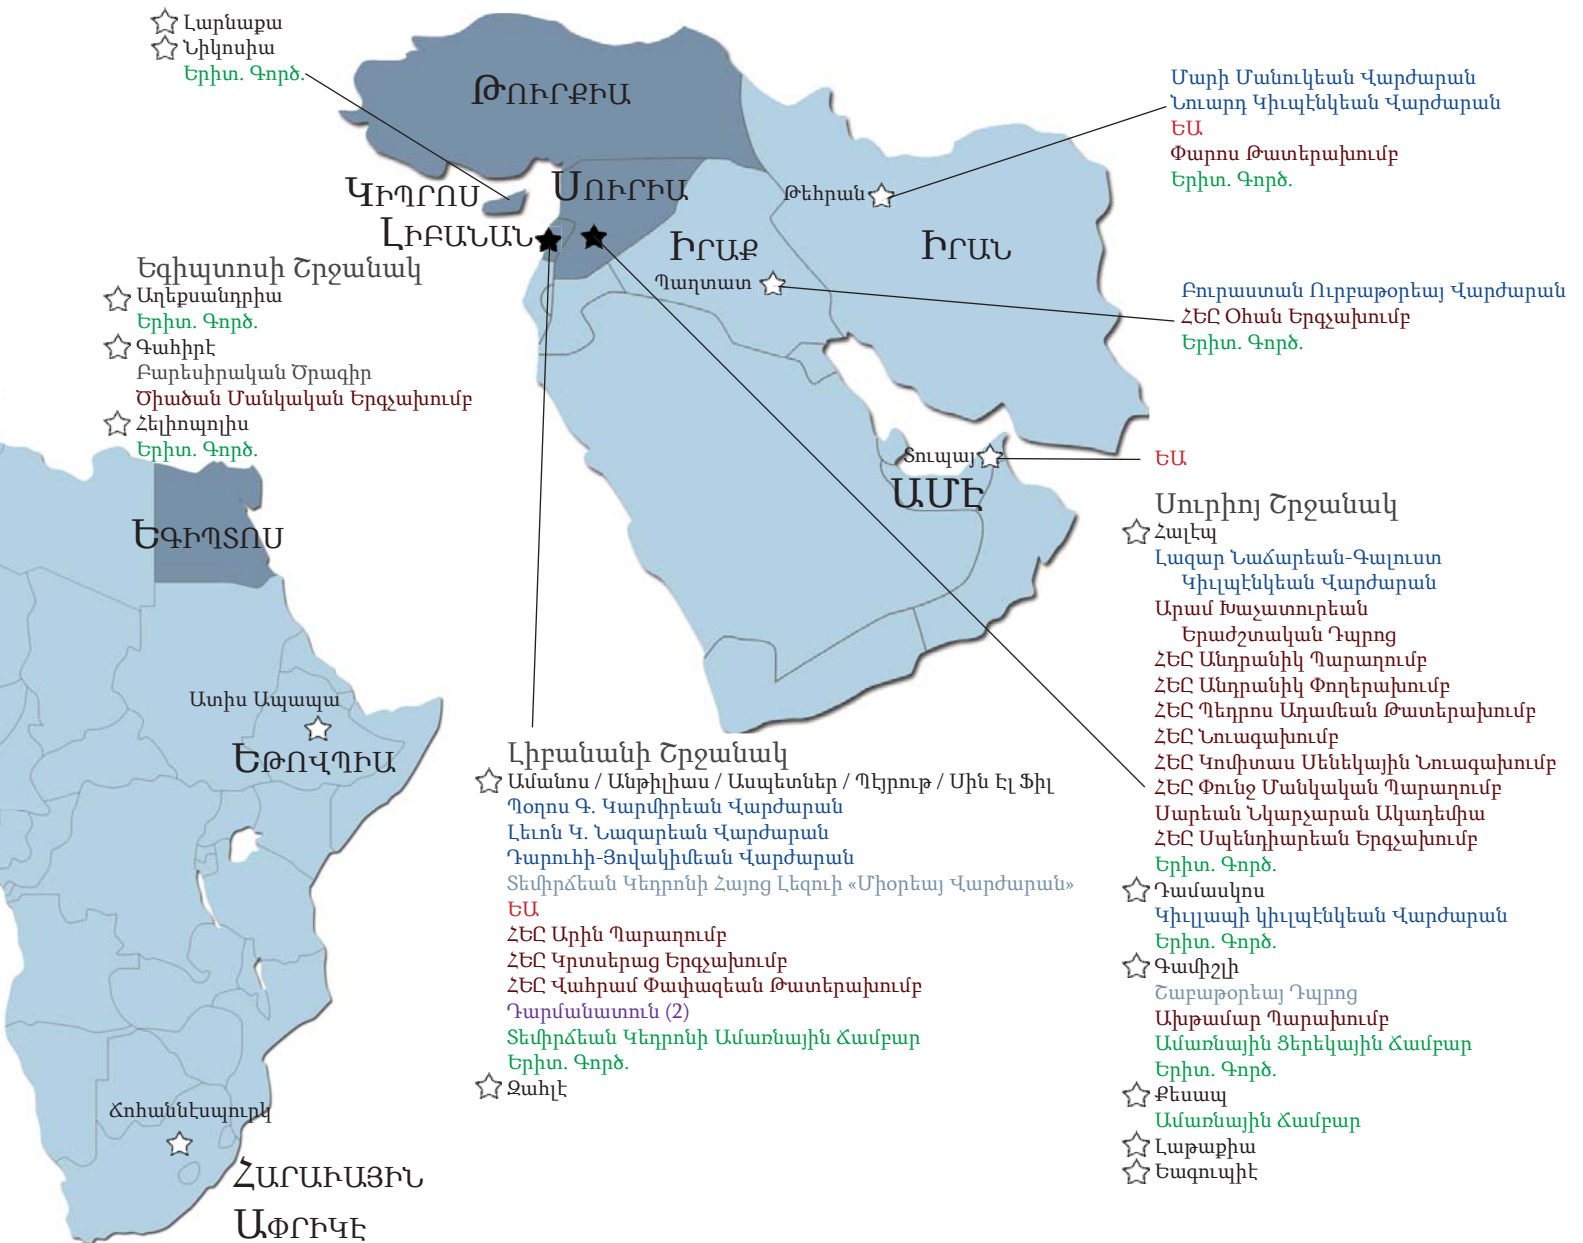 Լարնաքա
Նիկոսիա
Երիտ. Գործ.
ԹՈՒՐՔԻԱ
ԿԻՊՐՈՍ
ՍՈՒՐԻԱ
ԼԻԲԱՆԱՆ
Թեհրան
ԻՐԱՔ
Պաղտատ
ԻՐԱՆ
Մարի Մանուկեան Վարժարան
Նուարդ Կիւպէնկեան Վարժարան
ԵԱ
Փարոս Թատերախումբ
Երիտ. Գործ.
Բուրաստան Ուրբաթօրեայ Վարժարան
ՀԵԸ Օհան Երգչախումբ
Երիտ. Գործ.
Եգիպտոսի Շրջանակ
Աղեքսանդրիա
Երիտ. Գործ.
Գահիրէ
Բարեսիրական Ծրագիր
Ծիածան Մանկական Երգչախումբ
Հելիոպոլիս
Երիտ. Գործ.
ԵԳԻՊՏՈՍ
Տուպայ
ԱՄԷ
ԵԱ
Ատիս Ապապա
ԵԹՈՎՊԻԱ
Ճոհաննէսպուրկ
ՀԱՐԱՒԱՅԻՆ
ԱՓՐԻԿԷ
Լիբանանի Շրջանակ
Ամանոս / Անթիլիաս / Ասպետներ / Պէյրութ / Սին Էլ Ֆիլ
Պօղոս Գ. Կարմիրեան Վարժարան
Լեւոն Կ. Նազարեան Վարժարան
Դարուհի-Յովակիմեան Վարժարան
Տեմիրճեան Կեդրոնի Հայոց Լեզուի «Միօրեայ Վարժարան»
ԵԱ
ՀԵԸ Արին Պարաղումբ
ՀԵԸ Կրտսերաց Երգչախումբ
ՀԵԸ Վահրամ Փափազեան Թատերախումբ
Դարմանատուն (2)
Տեմիրճեան Կեդրոնի Ամառնային Ճամբար
Երիտ. Գործ.
Զահլէ
Սուրիոյ Շրջանակ
Հալէպ
Լազար Նաճարեան-Գալուստ
Կիւլպէնկեան Վարժարան
Արամ Խաչատուրեան
Երաժշտական Դպրոց
ՀԵԸ Անդրանիկ Պարաղումբ
ՀԵԸ Անդրանիկ Փողերախումբ
ՀԵԸ Պեդրոս Ադամեան Թատերախումբ
ՀԵԸ Նուագախումբ
ՀԵԸ Կոմիտաս Սենեկային Նուագախումբ
ՀԵԸ Փունջ Մանկական Պարաղումբ
Սարեան Նկարչարան Ակադեմիա
ՀԵԸ Սպենդիարեան Երգչախումբ
Երիտ. Գործ.
Դամասկոս
Կիւլլապի կիւլպէնկեան Վարժարան
Երիտ. Գործ.
Գամիշլի
Շաբաթօրեայ Դպրոց
Ախթամար Պարախումբ
Ամառնային Ցերեկային Ճամբար
Երիտ. Գործ.
Քեսապ
Ամառնային Ճամբար
Լաթաքիա
Եագուպիէ